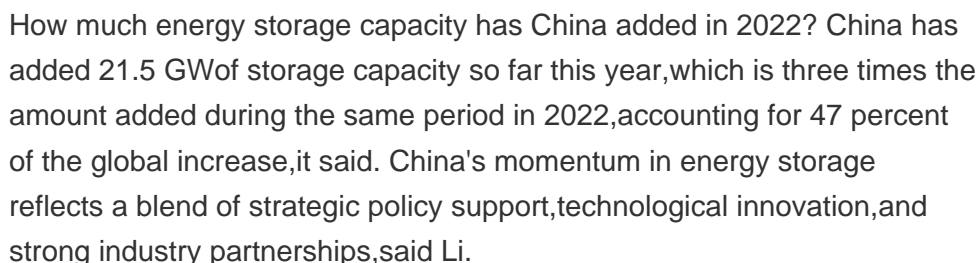 How much energy storage capacity has China added in 2022? China has
added 21.5 GWof storage capacity so far this year,which is three times the
amount added during the same period in 2022,accounting for 47 percent
of the global increase,it said. China's momentum in energy storage
reflects a blend of strategic policy support,technological innovation,and
strong industry partnerships,said Li.